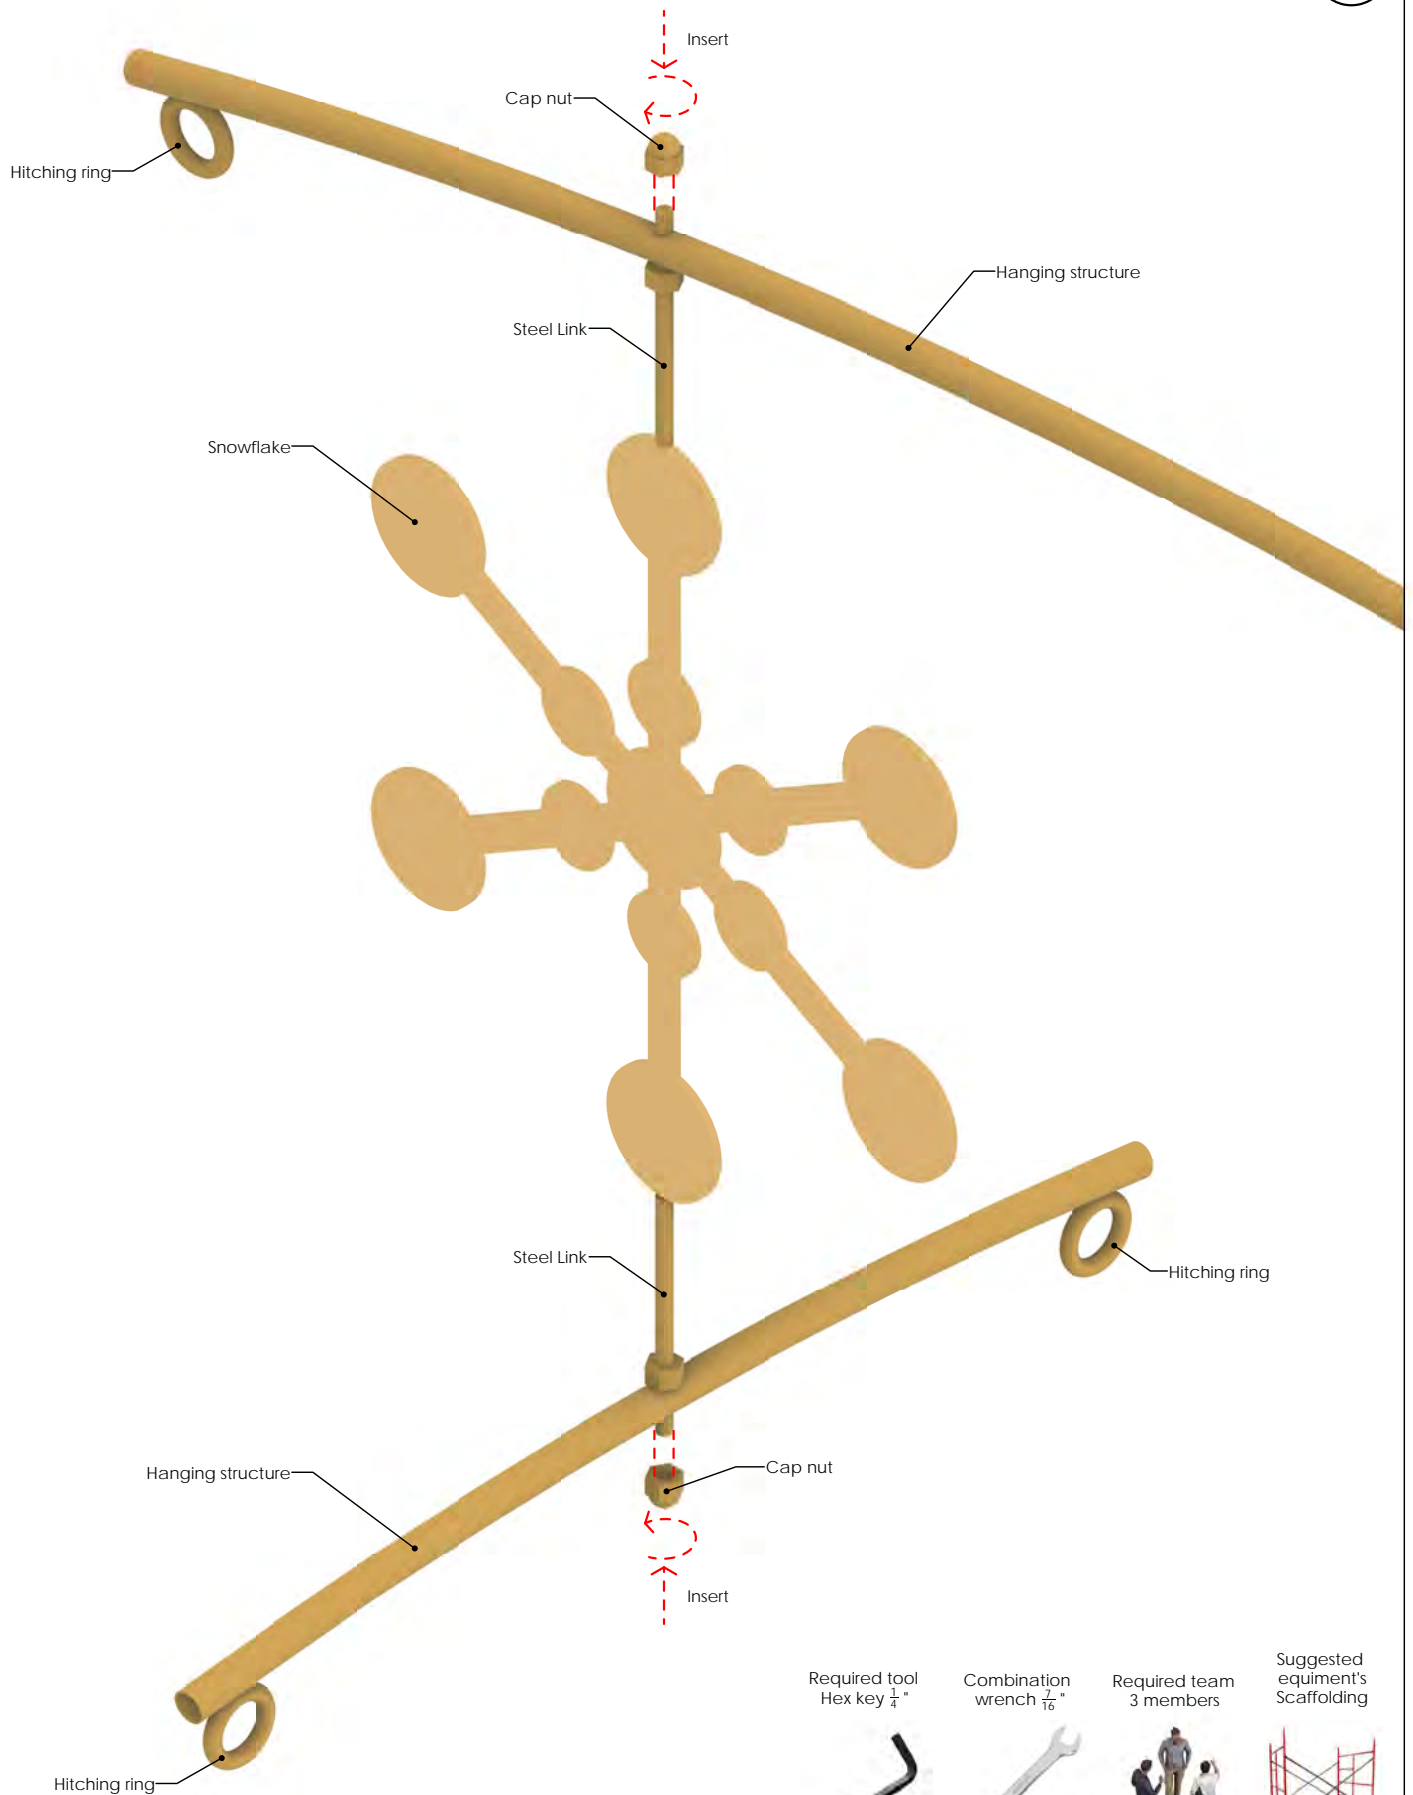 Insert
Cap nut
Hitching ring
Hanging structure
Steel Link
Snowflake
Steel Link
Hitching ring
Hanging structure
Cap nut
Insert
Required tool
Hex key 1/4 "
Combination
wrench 7/16 "
Required team
3 members
Suggested
equiment's
Scaffolding
Hitching ring